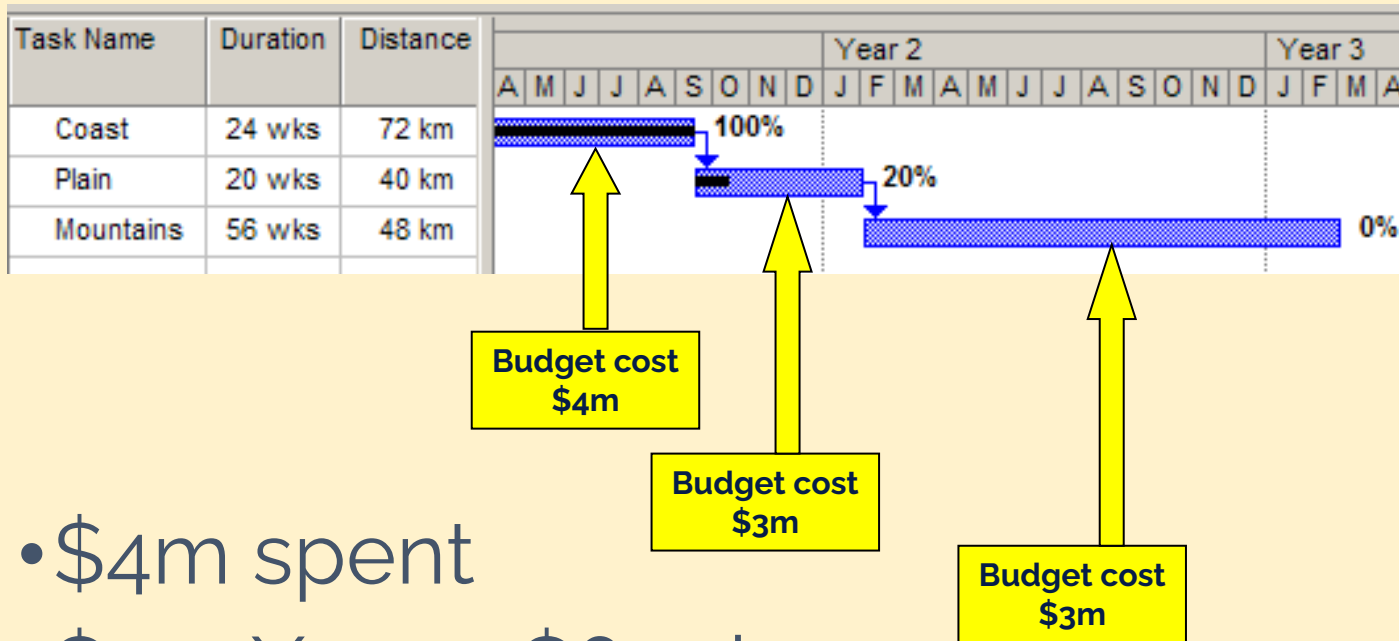 Task Name Duration Distance
Year 2 Year 3
A M J J A S O N D J F M A M J J A S O N D J F M A
Coast 24 wks 72 km 100%
Plain 20 wks 40 km 20%
Mountains 56 wks 48 km 0%
Budget cost
$4m
Budget cost
$3m
Budget cost
$3m
•$4m spent